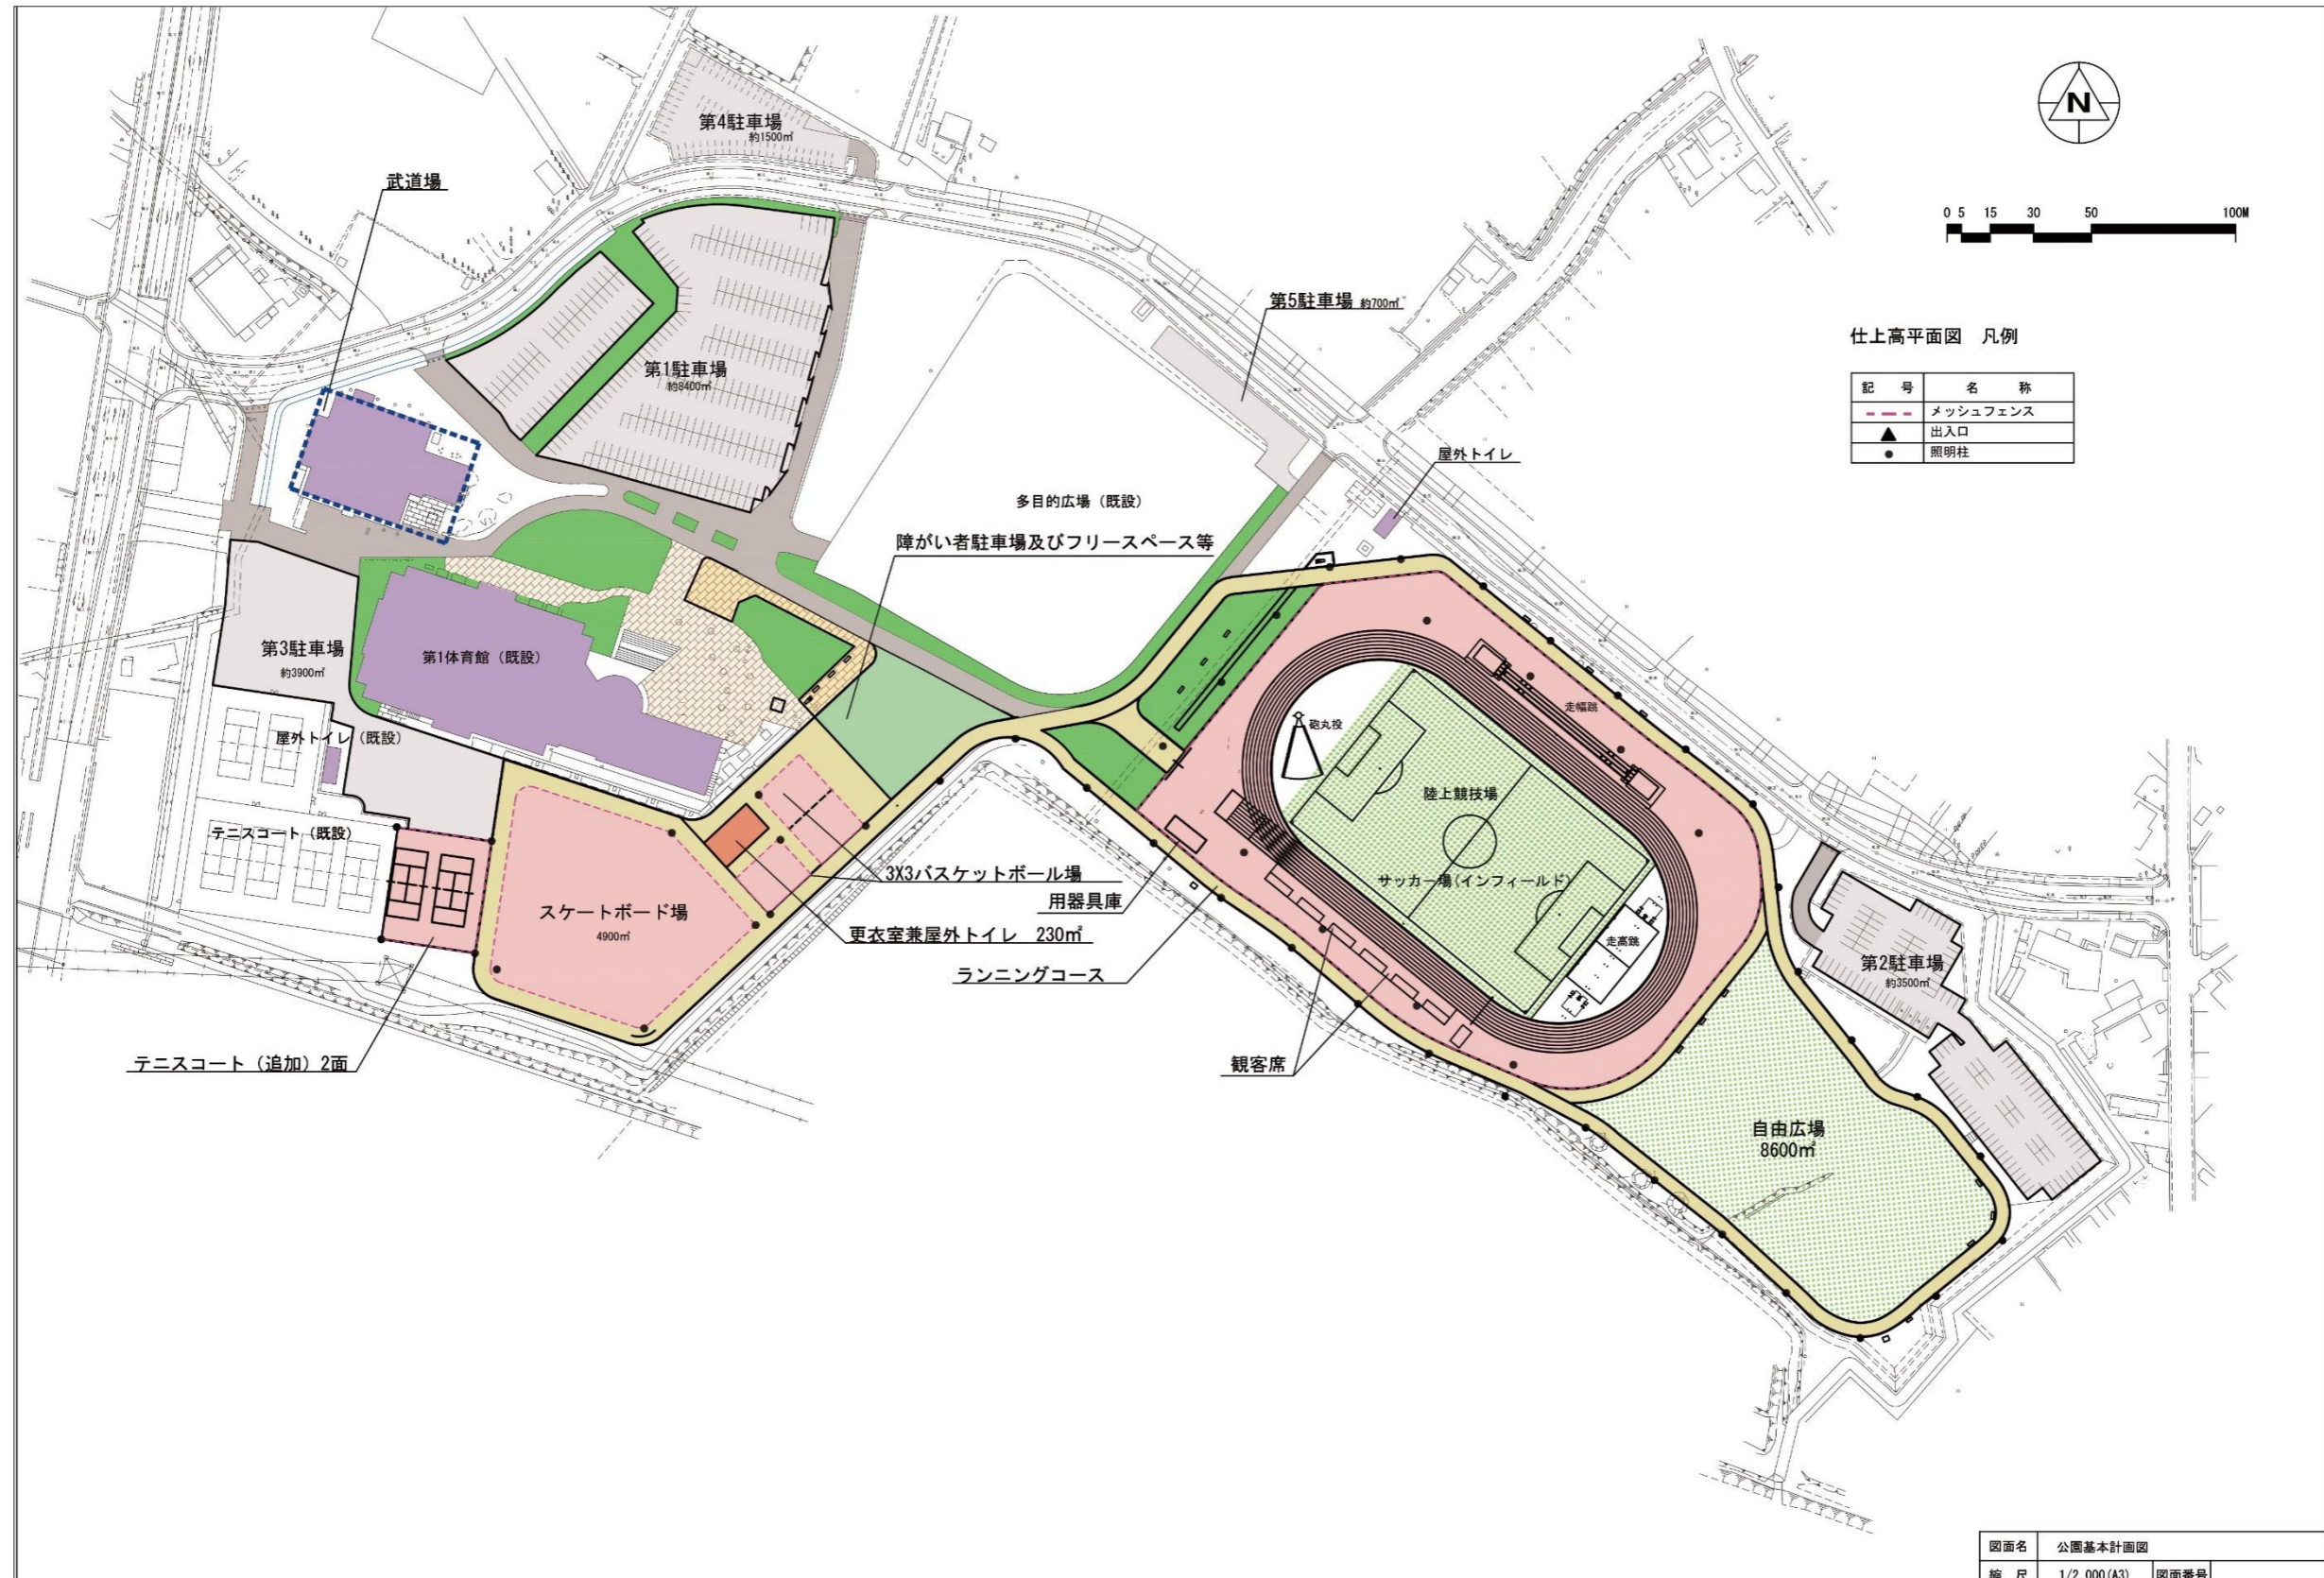 第4駐車場
約1500㎡
N
武道場
0 5 15 30 50 100M
第5駐車場 約700㎡
仕上高平面図 凡例
記 号 名 称
メッシュフェンス
出入口
照明柱
第1駐車場
約8400㎡
屋外トイレ
多目的広場（既設）
障がい者駐車場及びフリースペース等
第3駐車場
約3900㎡
第1体育館（既設）
走幅跳
砲丸投
屋外トイレ（既設）
陸上競技場
テニスコート（既設）
3X3バスケットボール場
サッカー場(インフィールド)
用器具庫
スケートボード場
4900㎡
更衣室兼屋外トイレ 230㎡
走高跳
ランニングコース
第2駐車場
約3500㎡
テニスコート（追加）2面
観客席
自由広場
8600㎡
図面名 公園基本計画図
縮 尺 1/2,000(A3) 図面番号